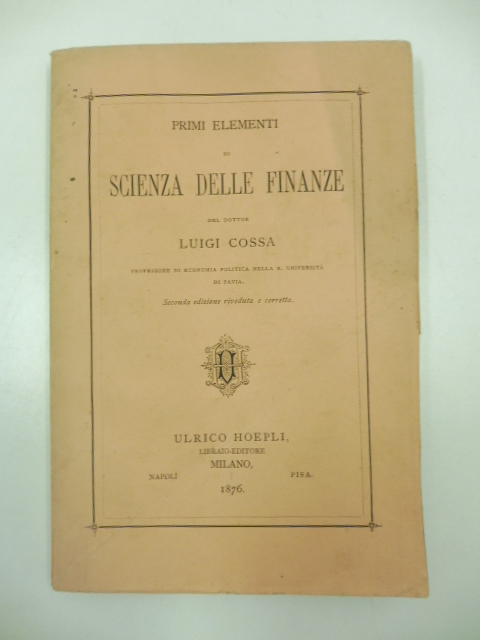 PRIMI ELEMENTI
DI
SCIENZA DELLE FINANZE
DEL DOTTOR
LUIGI COSSA
PROFESSORE DI ECONOMIA POLITICA NELLA R. UNIVERSITÀ
DI PAVIA.
Seconda edizione riveduta e corretta.
ULRICO HOEPLI,
LIBRAIO-EDITORE
MILANO,
NAPOLI PISA.
1876.